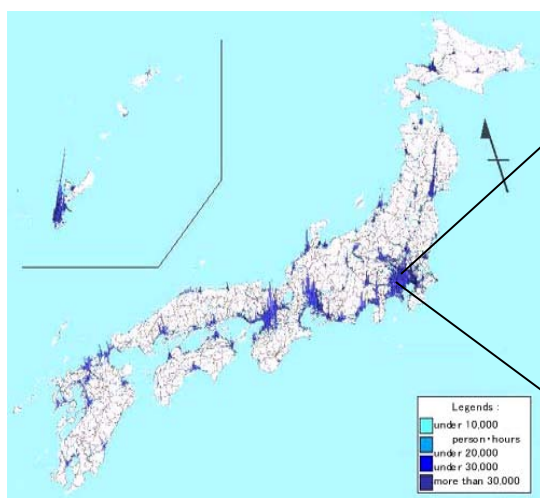 Legends :
under 10,000
person・hours
under 20,000
under 30,000
more than 30,000